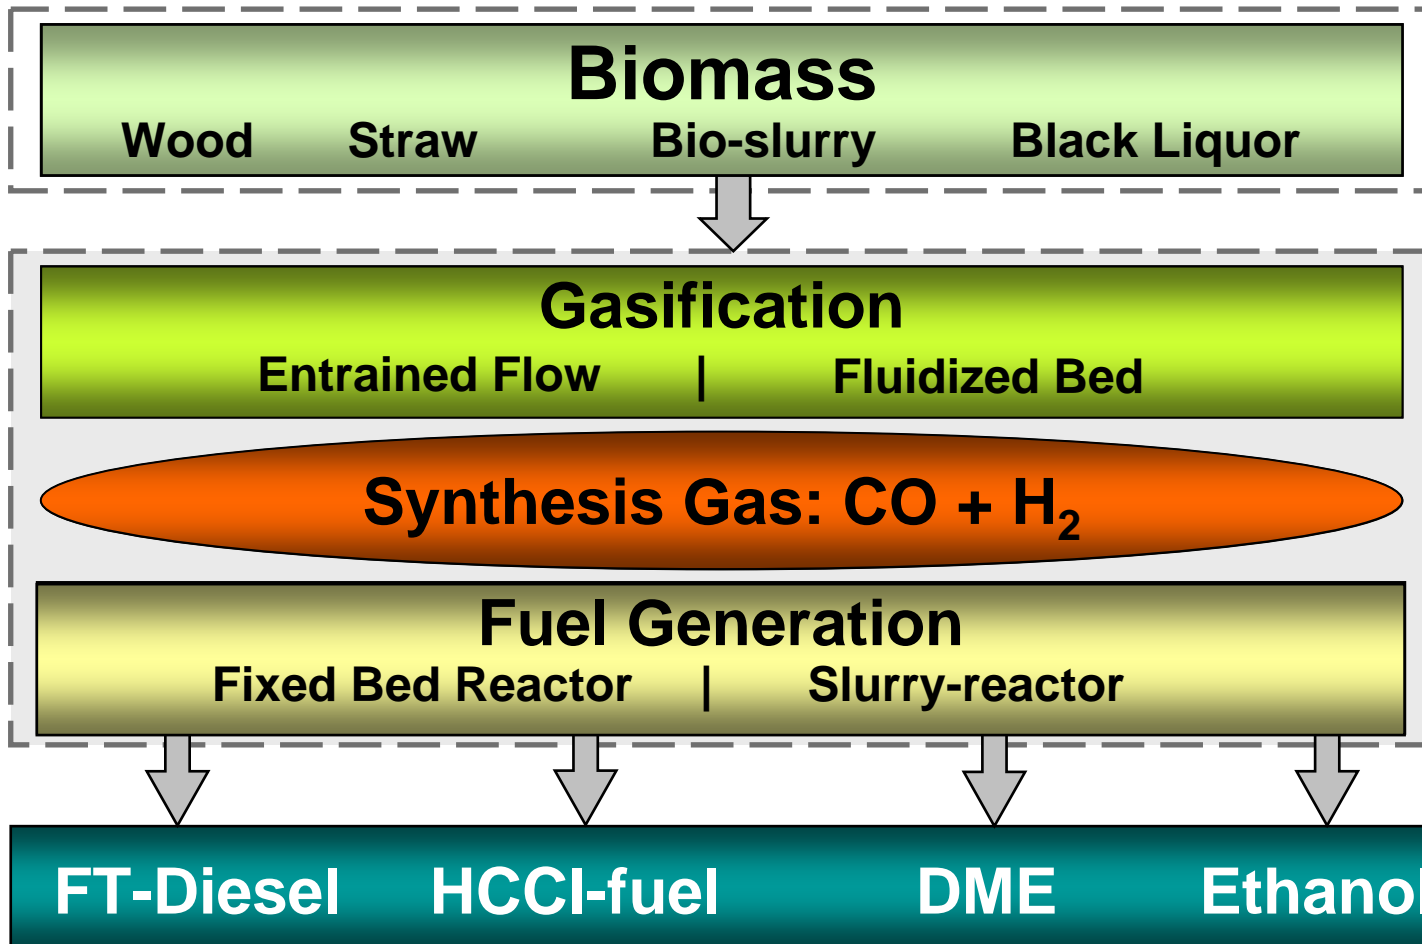 Biomass
Wood Straw Bio-slurry Black Liquor
Gasification
Entrained Flow | Fluidized Bed
Synthesis Gas: CO + H₂
Fuel Generation
Fixed Bed Reactor | Slurry-reactor
FT-Diesel HCCI-fuel DME Ethanol